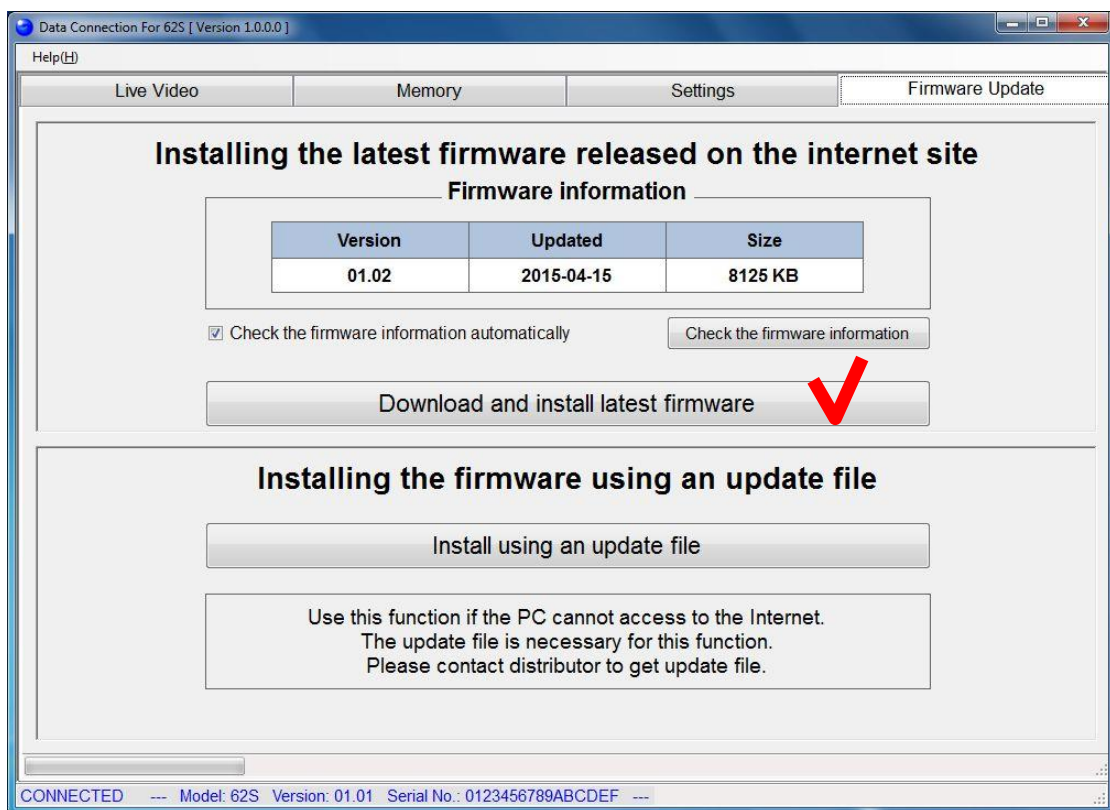 Data Connection For 62S [ Version 1.0.0.0 ]
Help(H)
Live Video Memory Settings Firmware Update
Installing the latest firmware released on the internet site
Firmware information
Version Updated Size
01.02 2015-04-15 8125 KB
Check the firmware information automatically Check the firmware information
Download and install latest firmware
Installing the firmware using an update file
Install using an update file
Use this function if the PC cannot access to the Internet.
The update file is necessary for this function.
Please contact distributor to get update file.
CONNECTED --- Model: 62S Version: 01.01 Serial No.: 0123456789ABCDEF ---